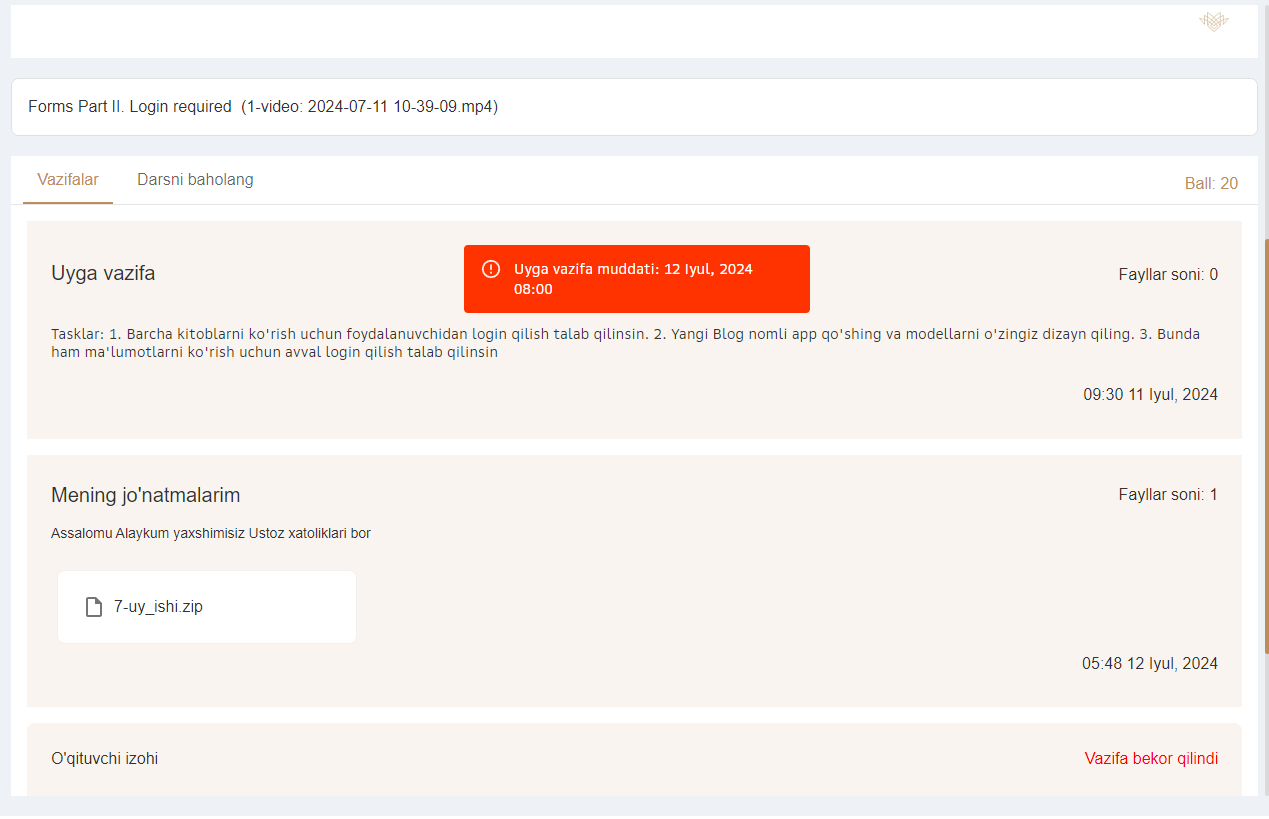 Forms Part II. Login required (1-video: 2024-07-11 10-39-09.mp4)
Vazifalar
Darsni baholang
Ball: 20
Uyga vazifa
Uyga vazifa muddati: 12 Iyul, 2024
08:00
Fayllar soni: 0
Tasklar: 1. Barcha kitoblarni ko'rish uchun foydalanuvchidan login qilish talab qilinsin. 2. Yangi Blog nomli app qo'shing va modellarni o'zingiz dizayn qiling. 3. Bunda
ham ma'lumotlarni ko'rish uchun avval login qilish talab qilinsin
09:30 11 Iyul, 2024
Mening jo'natmalarim
Fayllar soni: 1
Assalomu Alaykum yaxshimisiz Ustoz xatoliklari bor
7-uy_ishi.zip
05:48 12 Iyul, 2024
O'qituvchi izohi
Vazifa bekor qilindi